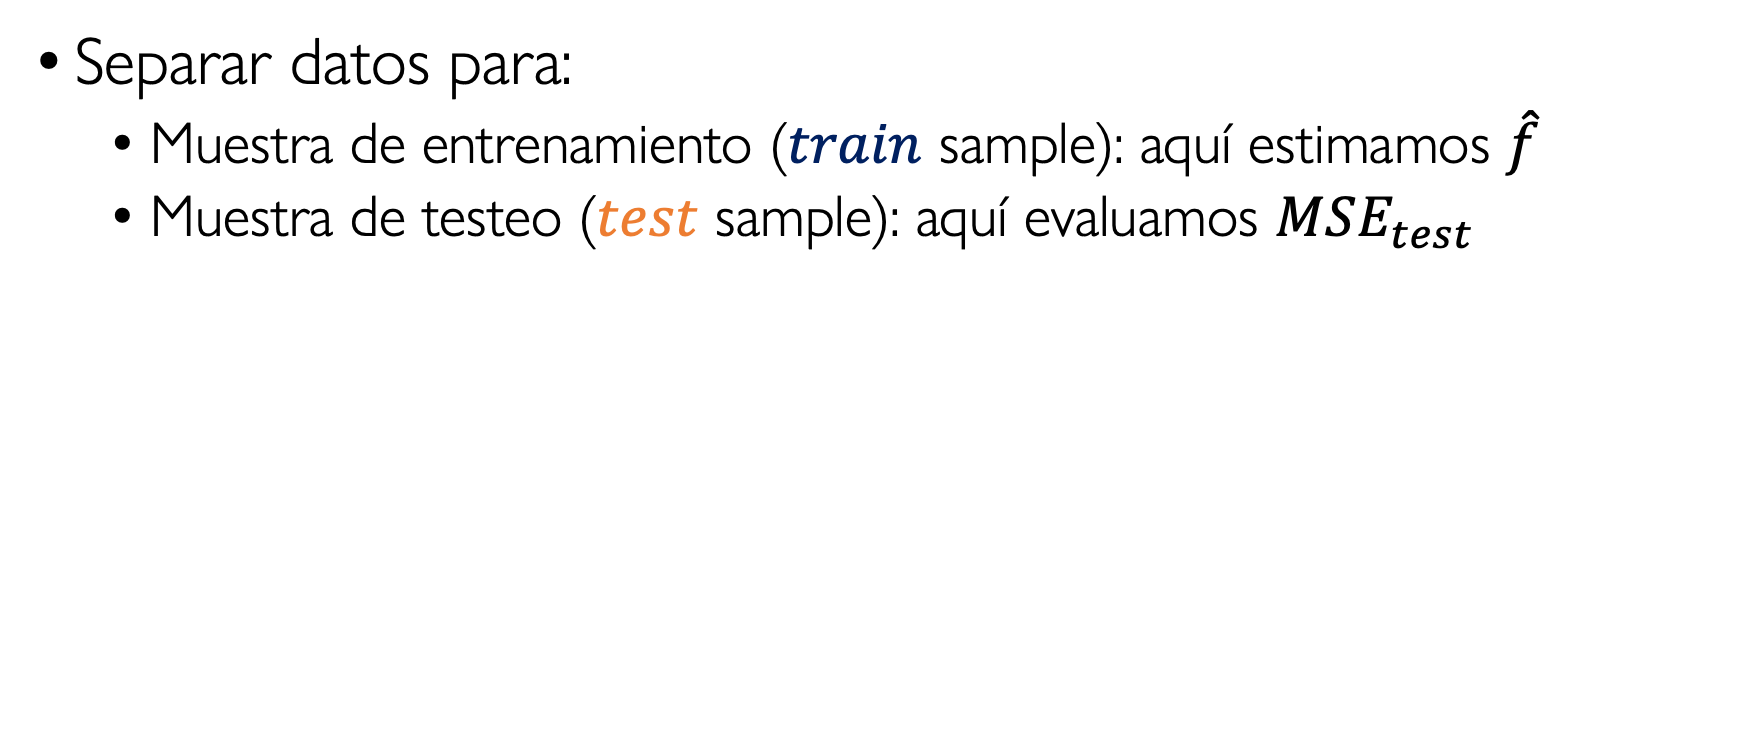 • Separar datos para:
• Muestra de entrenamiento (train sample): aquí estimamos f̂
• Muestra de testeo (test sample): aquí evaluamos MSE_test